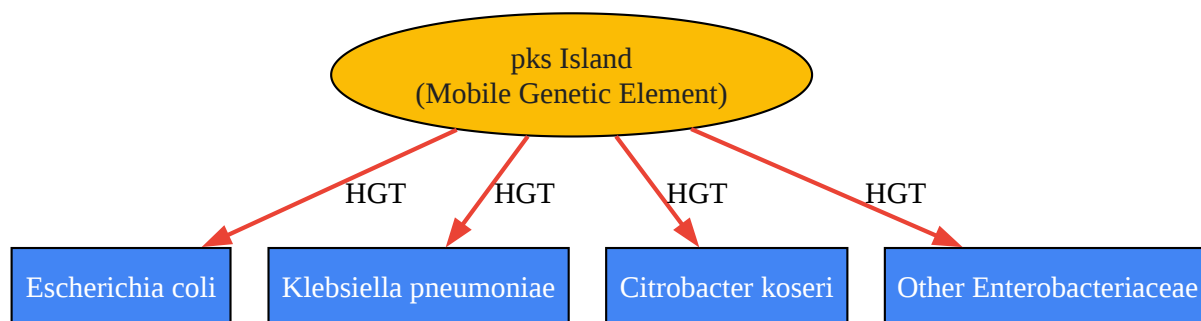 pks Island
(Mobile Genetic Element)
HGT
HGT
HGT
HGT
Escherichia coli
Klebsiella pneumoniae
Citrobacter koseri
Other Enterobacteriaceae